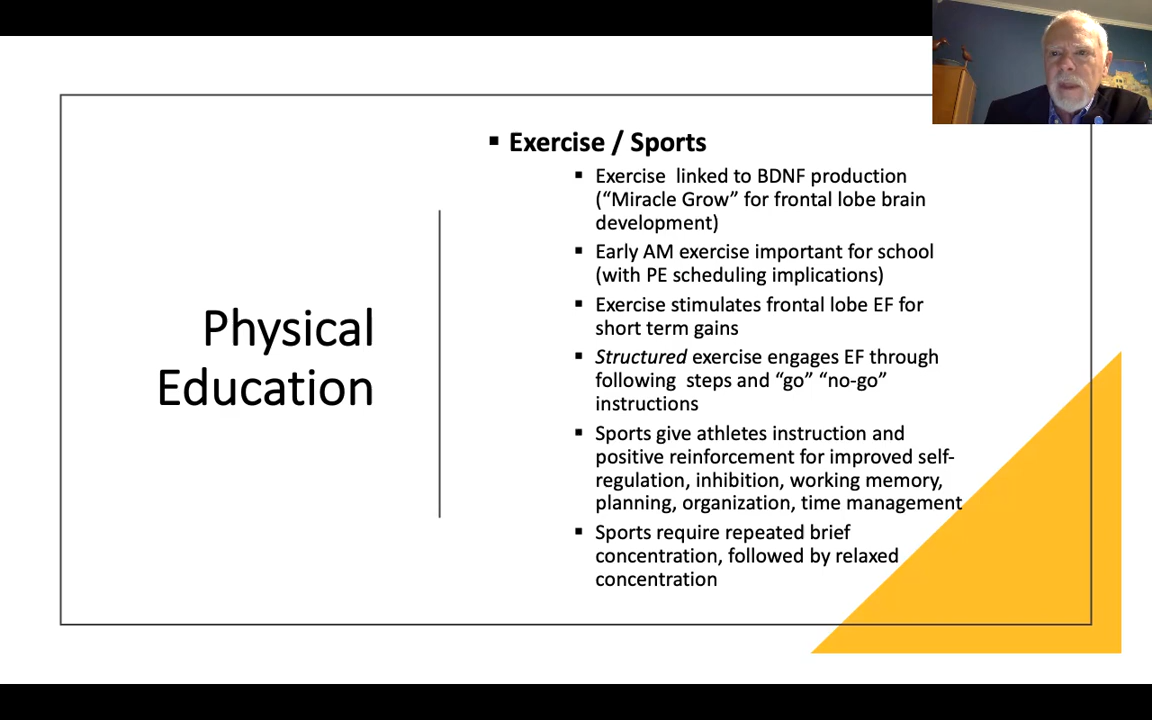 Physical
Education
▪ Exercise / Sports
▪ Exercise linked to BDNF production
(“Miracle Grow” for frontal lobe brain
development)
▪ Early AM exercise important for school
(with PE scheduling implications)
▪ Exercise stimulates frontal lobe EF for
short term gains
▪ Structured exercise engages EF through
following steps and “go” “no-go”
instructions
▪ Sports give athletes instruction and
positive reinforcement for improved self-
regulation, inhibition, working memory,
planning, organization, time management
▪ Sports require repeated brief
concentration, followed by relaxed
concentration